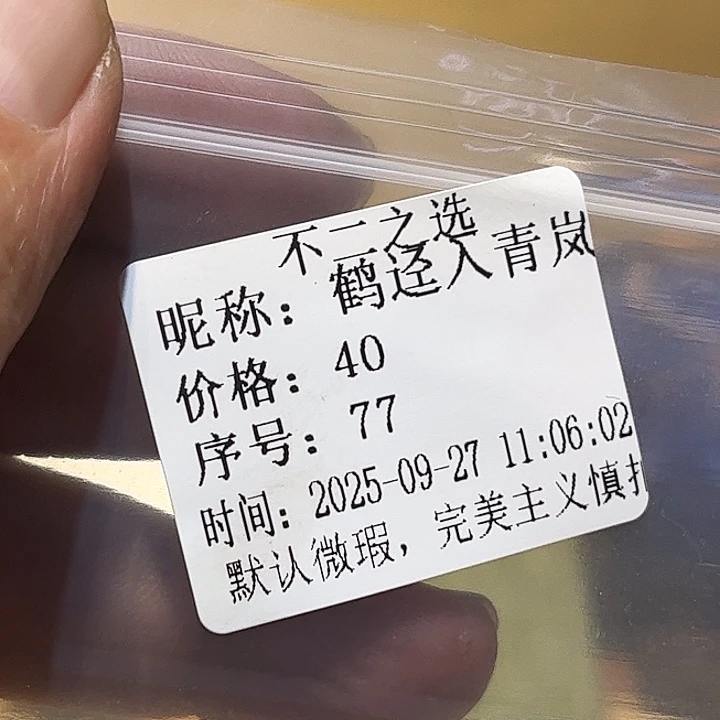 不二之选
昵称：鹤迳入青岚
价格：40
序号：77
时间：2025-09-27 11:06:02
默认微瑕，完美主义慎